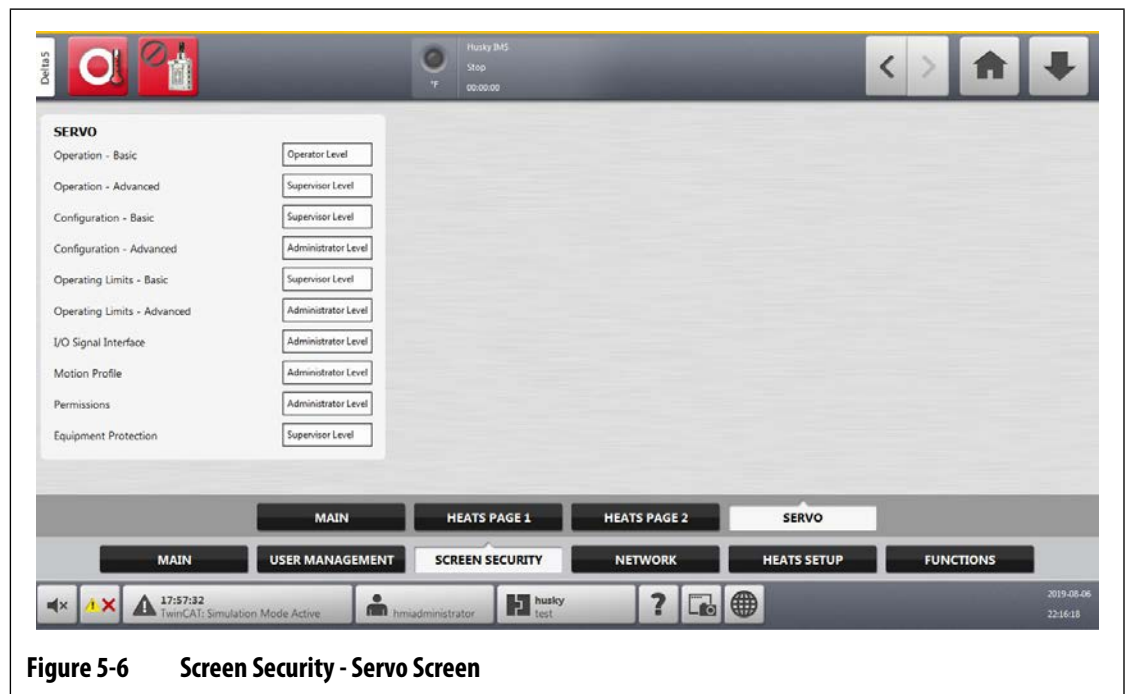 Delta5
Husky IMS
Stop
°F 00:00:00
SERVO
Operation - Basic Operator Level
Operation - Advanced Supervisor Level
Configuration - Basic Supervisor Level
Configuration - Advanced Administrator Level
Operating Limits - Basic Supervisor Level
Operating Limits - Advanced Administrator Level
I/O Signal Interface Administrator Level
Motion Profile Administrator Level
Permissions Administrator Level
Equipment Protection Supervisor Level
MAIN HEATS PAGE 1 HEATS PAGE 2 SERVO
MAIN USER MANAGEMENT SCREEN SECURITY NETWORK HEATS SETUP FUNCTIONS
17:57:32
TwinCAT: Simulation Mode Active
hmiadministrator
husky
test
?
2019-08-06
22:16:18
Figure 5-6 Screen Security - Servo Screen